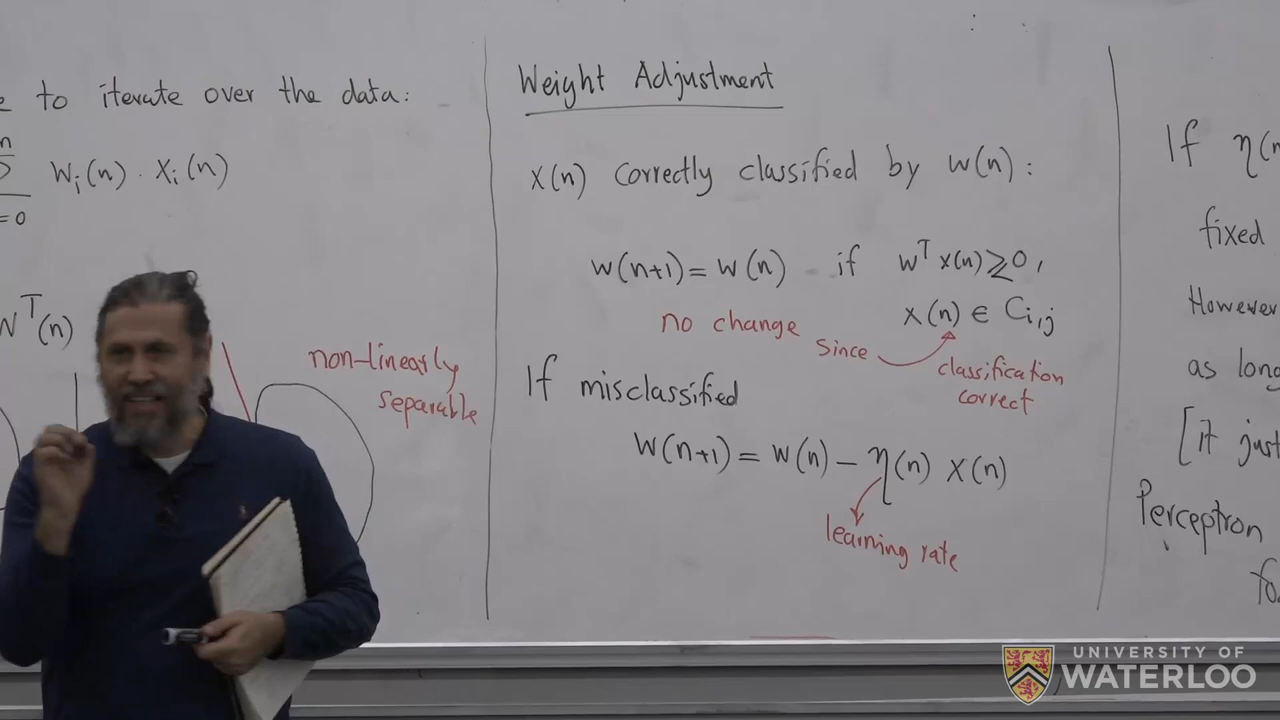 to iterate over the data:
n
Σ Wi(n) · Xi(n)
=0
W^T(n)
non-linearly
separable
Weight Adjustment
X(n) correctly classified by w(n):
w(n+1) = w(n) if w^T x(n) ≥ 0,
x(n) ∈ Ci,j
no change
since
classification
correct
If misclassified
w(n+1) = w(n) − η(n) x(n)
learning rate
If η(n
fixed
However
as long
[it just
Perceptron
fo
UNIVERSITY OF
WATERLOO